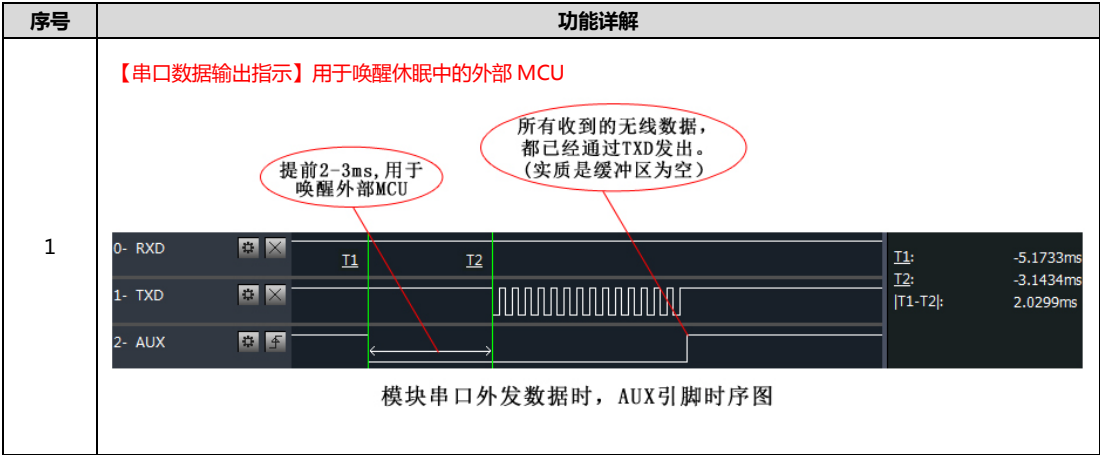 序号
功能详解
1
【串口数据输出指示】用于唤醒休眠中的外部 MCU
所有收到的无线数据，
都已经通过TXD发出。
(实质是缓冲区为空)
提前2-3ms,用于
唤醒外部MCU
0- RXD
T1
T2
1- TXD
2- AUX
T1: -5.1733ms
T2: -3.1434ms
|T1-T2|: 2.0299ms
模块串口外发数据时，AUX引脚时序图